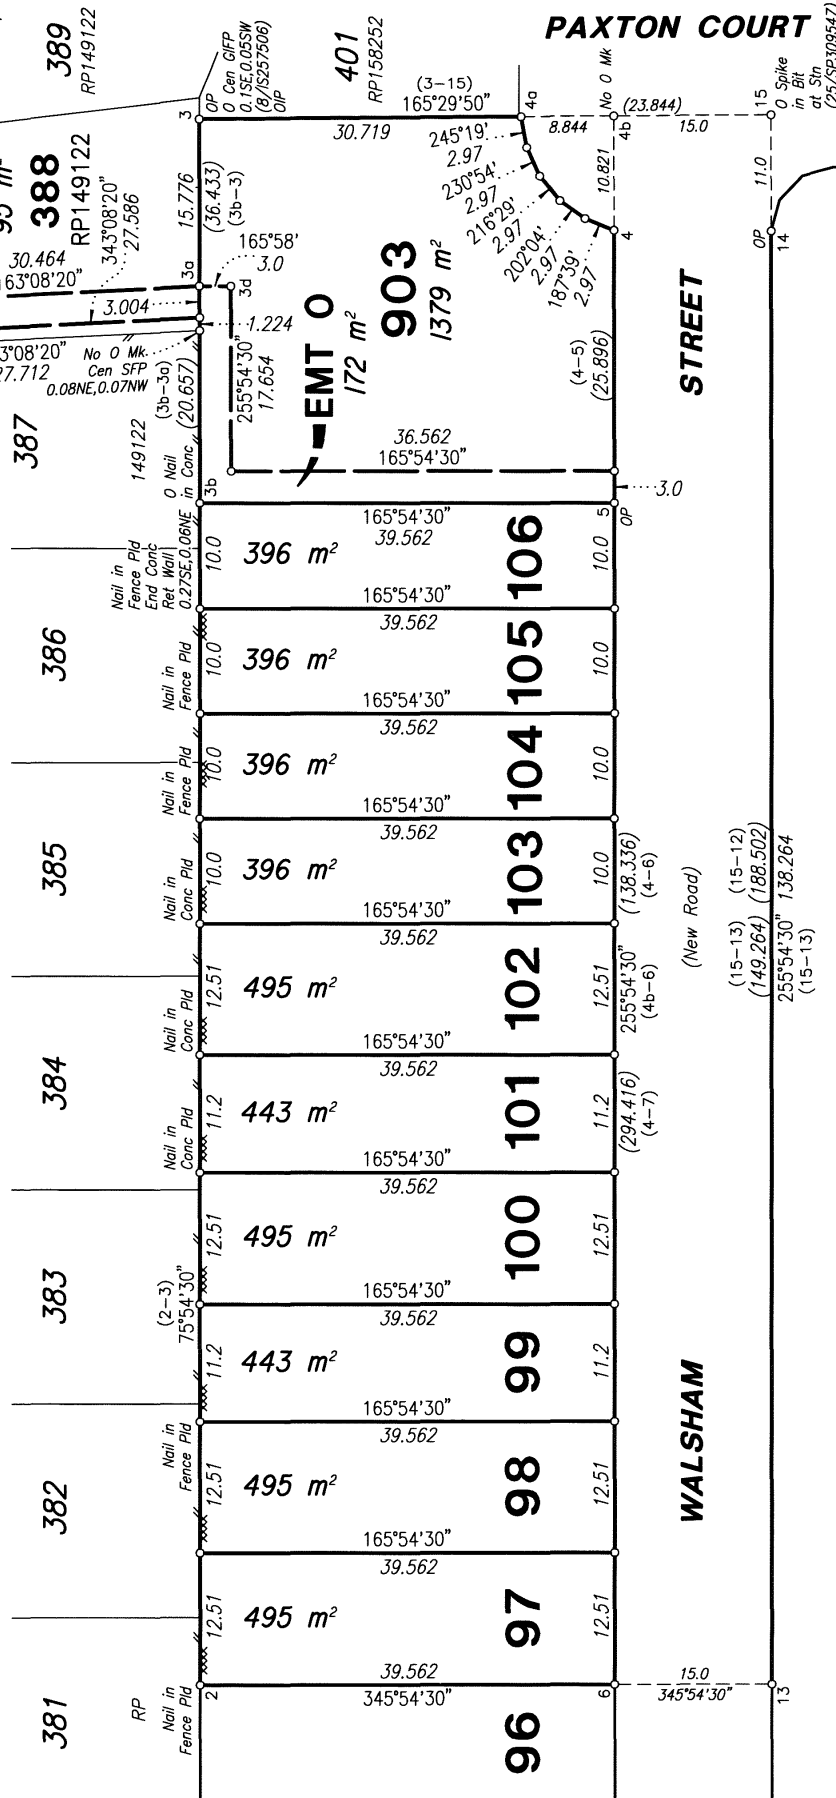 PAXTON COURT
389
RP149122
3
OP
O Cen GIFP
0.1SE,0.05SW
(8/IS257506)
OIP
401
RP158252
(3-15)
165°29'50"
30.719
4a
8.844
No O Mk
4b
(23.844)
15.0
15
O Spike
in Bit
at Stn
(25/SP309547)
95 m²
388
RP149122
30.464
163°08'20"
343°08'20"
27.586
15.776
(36.433)
(3b-3)
245°19'
2.97
230°54'
2.97
216°29'
2.97
202°04'
2.97
187°39'
2.97
10.821
4
11.0
OP
14
3a
165°58'
3.0
3d
3.004
1.224
3°08'20"
27.712
No O Mk
Cen SFP
0.08NE,0.07NW
903
1379 m²
EMT O
172 m²
255°54'30"
17.654
(4-5)
(25.896)
STREET
387
149122
(3b-3a)
(20.657)
O Nail
in Conc
3b
36.562
165°54'30"
3.0
5
OP
165°54'30"
39.562
Nail in
Fence Pld
End Conc
Ret Wall
0.27SE,0.06NE
10.0
396 m²
106
10.0
165°54'30"
39.562
386
Nail in
Fence Pld
10.0
396 m²
105
10.0
165°54'30"
39.562
Nail in
Fence Pld
10.0
396 m²
104
10.0
165°54'30"
39.562
385
Nail in
Conc Pld
10.0
396 m²
103
10.0
(138.336)
(4-6)
(New Road)
(15-12)
(188.502)
138.264
165°54'30"
39.562
Nail in
Conc Pld
12.51
495 m²
102
12.51
255°54'30"
(4b-6)
(15-13)
(149.264)
255°54'30"
(15-13)
165°54'30"
39.562
384
Nail in
Conc Pld
11.2
443 m²
101
11.2
(294.416)
(4-7)
165°54'30"
39.562
383
(2-3)
75°54'30"
12.51
495 m²
100
12.51
165°54'30"
39.562
11.2
443 m²
99
11.2
WALSHAM
165°54'30"
39.562
382
Nail in
Fence Pld
12.51
495 m²
98
12.51
165°54'30"
39.562
12.51
495 m²
97
12.51
39.562
345°54'30"
2
6
15.0
345°54'30"
13
381
RP
Nail in
Fence Pld
96